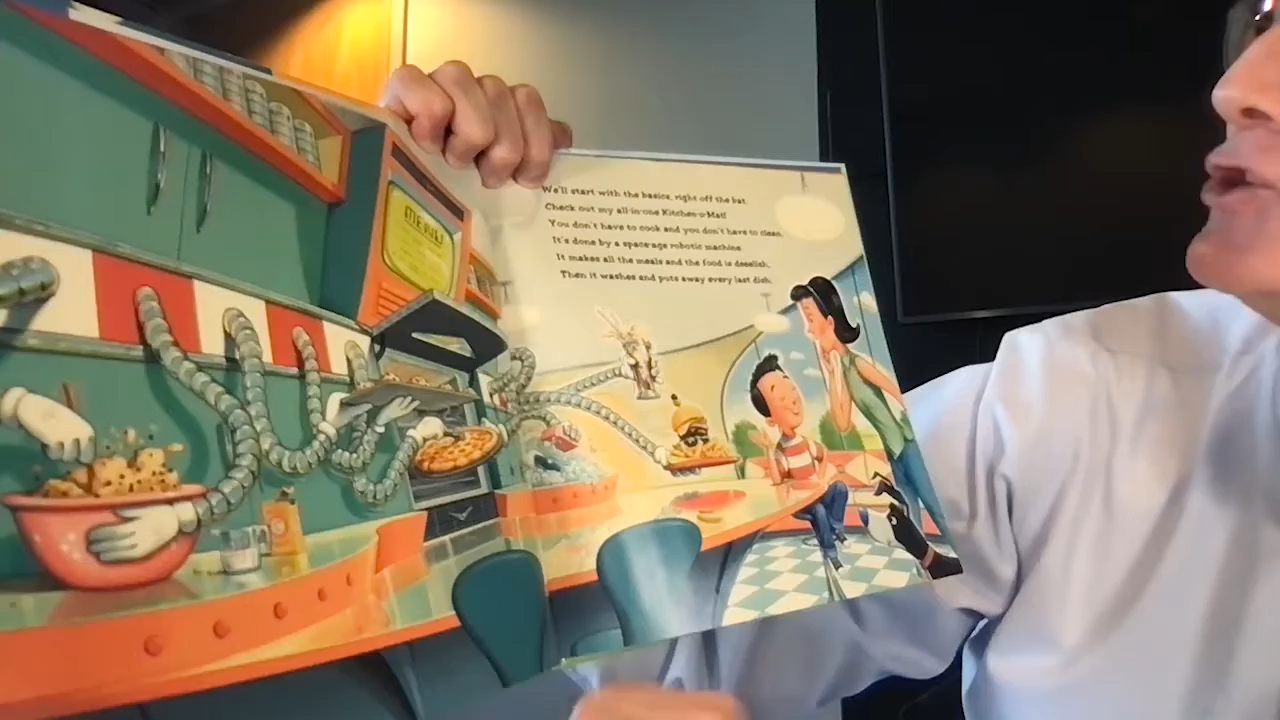 MENU
We'll start with the basics, right off the bat.
Check out my all-in-one Kitchen-o-Mat!
You don't have to cook and you don't have to clean.
It's done by a space-age robotic machine.
It makes all the meals and the food is deeelish,
Then it washes and puts away every last dish.